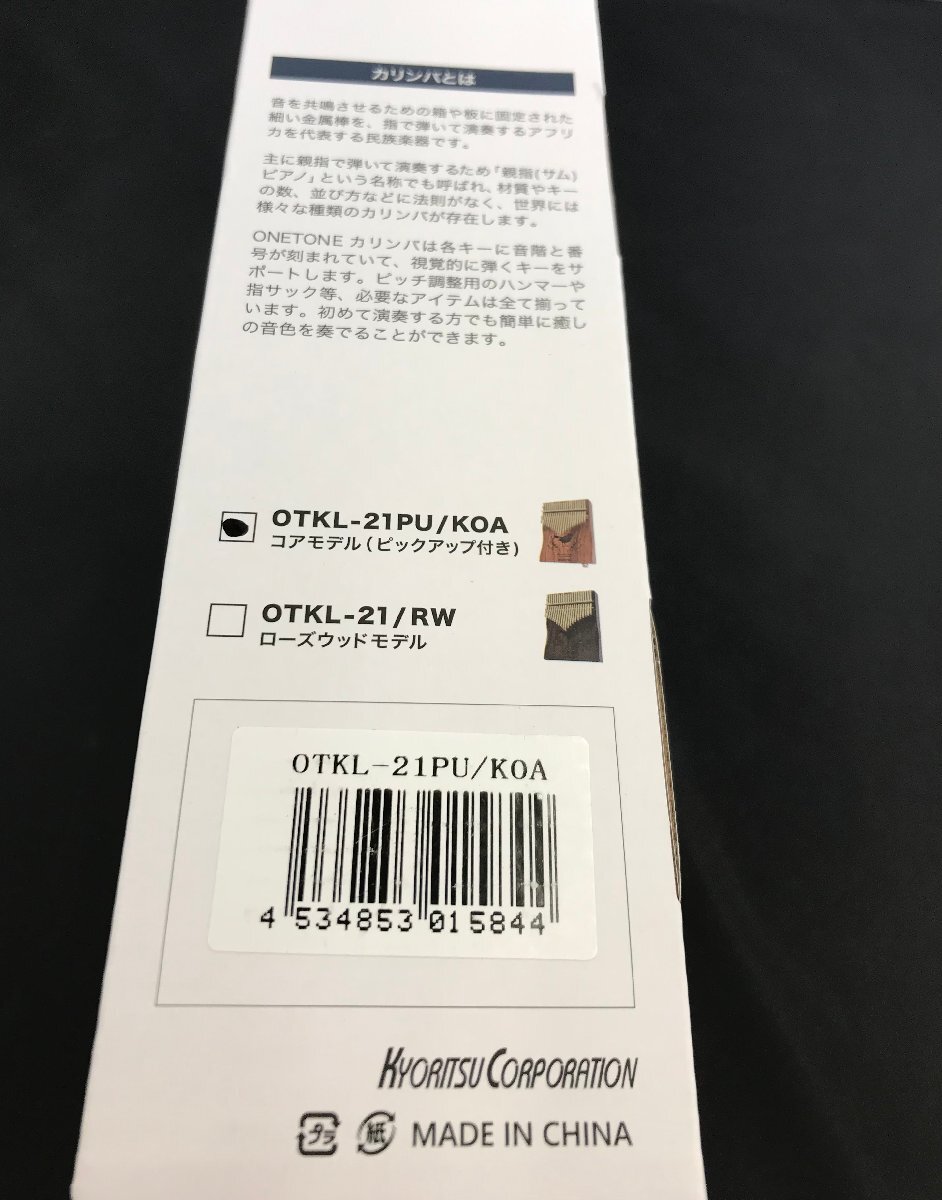 カリンバとは
音を共鳴させるための箱や板に固定された
細い金属棒を、指で弾いて演奏するアフリ
カを代表する民族楽器です。
主に親指で弾いて演奏するため「親指(サム)
ピアノ」という名称でも呼ばれ、材質やキー
の数、並び方などに法則がなく、世界には
様々な種類のカリンバが存在します。
ONETONE カリンバは各キーに音階と番
号が刻まれていて、視覚的に弾くキーをサ
ポートします。ピッチ調整用のハンマーや
指サック等、必要なアイテムは全て揃って
います。初めて演奏する方でも簡単に癒し
の音色を奏でることができます。
OTKL-21PU/KOA
コアモデル(ピックアップ付き)
OTKL-21/RW
ローズウッドモデル
OTKL-21PU/KOA
4 534853 015844
KYORITSU CORPORATION
プラ 紙 MADE IN CHINA